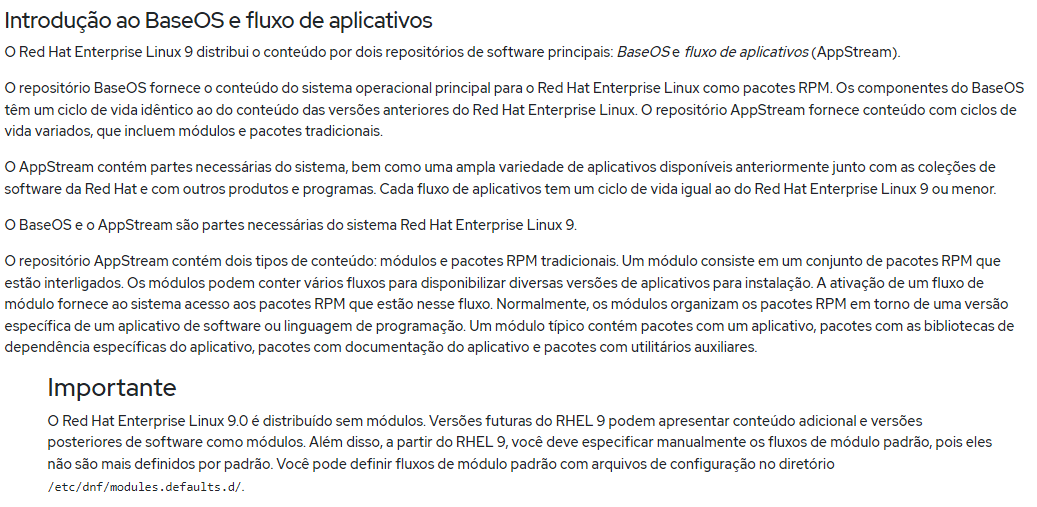 Introdução ao BaseOS e fluxo de aplicativos
O Red Hat Enterprise Linux 9 distribui o conteúdo por dois repositórios de software principais: BaseOS e fluxo de aplicativos (AppStream).
O repositório BaseOS fornece o conteúdo do sistema operacional principal para o Red Hat Enterprise Linux como pacotes RPM. Os componentes do BaseOS
têm um ciclo de vida idêntico ao do conteúdo das versões anteriores do Red Hat Enterprise Linux. O repositório AppStream fornece conteúdo com ciclos de
vida variados, que incluem módulos e pacotes tradicionais.
O AppStream contém partes necessárias do sistema, bem como uma ampla variedade de aplicativos disponíveis anteriormente junto com as coleções de
software da Red Hat e com outros produtos e programas. Cada fluxo de aplicativos tem um ciclo de vida igual ao do Red Hat Enterprise Linux 9 ou menor.
O BaseOS e o AppStream são partes necessárias do sistema Red Hat Enterprise Linux 9.
O repositório AppStream contém dois tipos de conteúdo: módulos e pacotes RPM tradicionais. Um módulo consiste em um conjunto de pacotes RPM que
estão interligados. Os módulos podem conter vários fluxos para disponibilizar diversas versões de aplicativos para instalação. A ativação de um fluxo de
módulo fornece ao sistema acesso aos pacotes RPM que estão nesse fluxo. Normalmente, os módulos organizam os pacotes RPM em torno de uma versão
específica de um aplicativo de software ou linguagem de programação. Um módulo típico contém pacotes com um aplicativo, pacotes com as bibliotecas de
dependência específicas do aplicativo, pacotes com documentação do aplicativo e pacotes com utilitários auxiliares.
Importante
O Red Hat Enterprise Linux 9.0 é distribuído sem módulos. Versões futuras do RHEL 9 podem apresentar conteúdo adicional e versões
posteriores de software como módulos. Além disso, a partir do RHEL 9, você deve especificar manualmente os fluxos de módulo padrão, pois eles
não são mais definidos por padrão. Você pode definir fluxos de módulo padrão com arquivos de configuração no diretório
/etc/dnf/modules.defaults.d/.